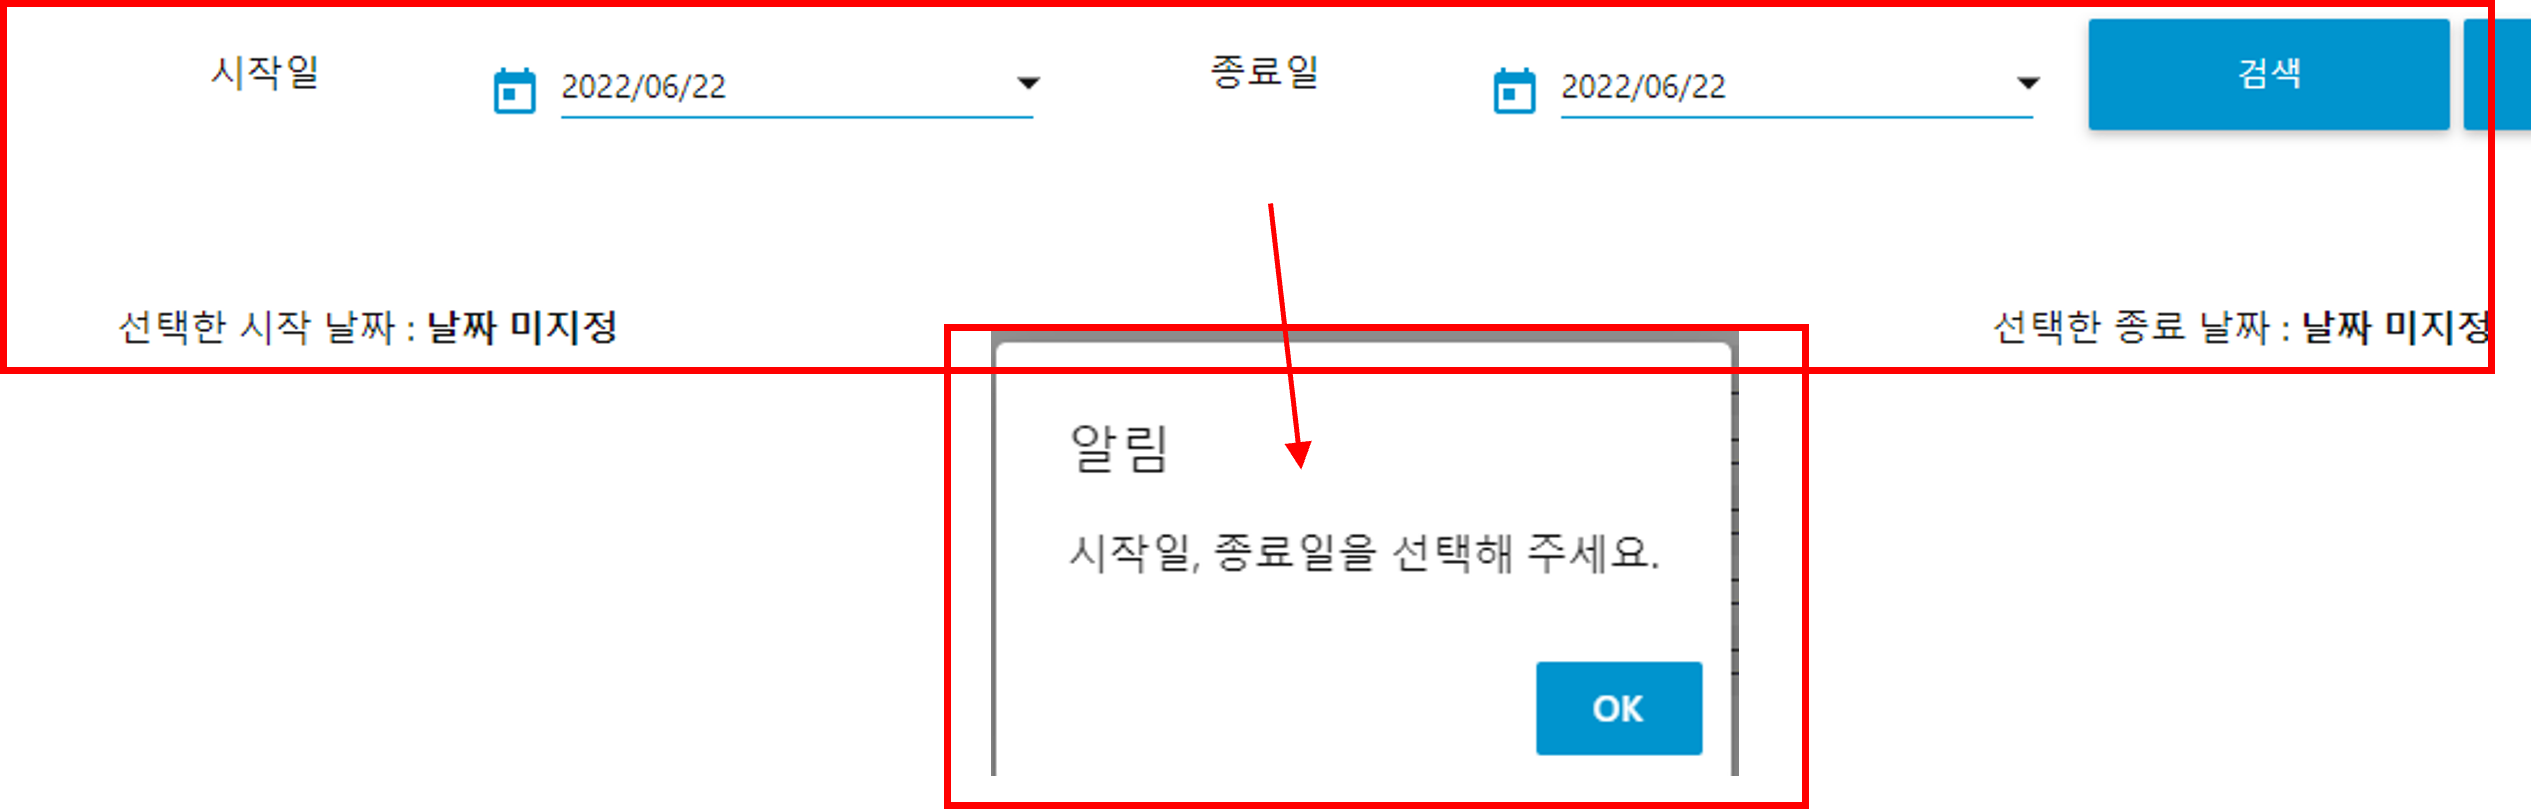 시작일
2022/06/22
종료일
2022/06/22
검색
선택한 시작 날짜 : 날짜 미지정
선택한 종료 날짜 : 날짜 미지정
알림
시작일, 종료일을 선택해 주세요.
OK